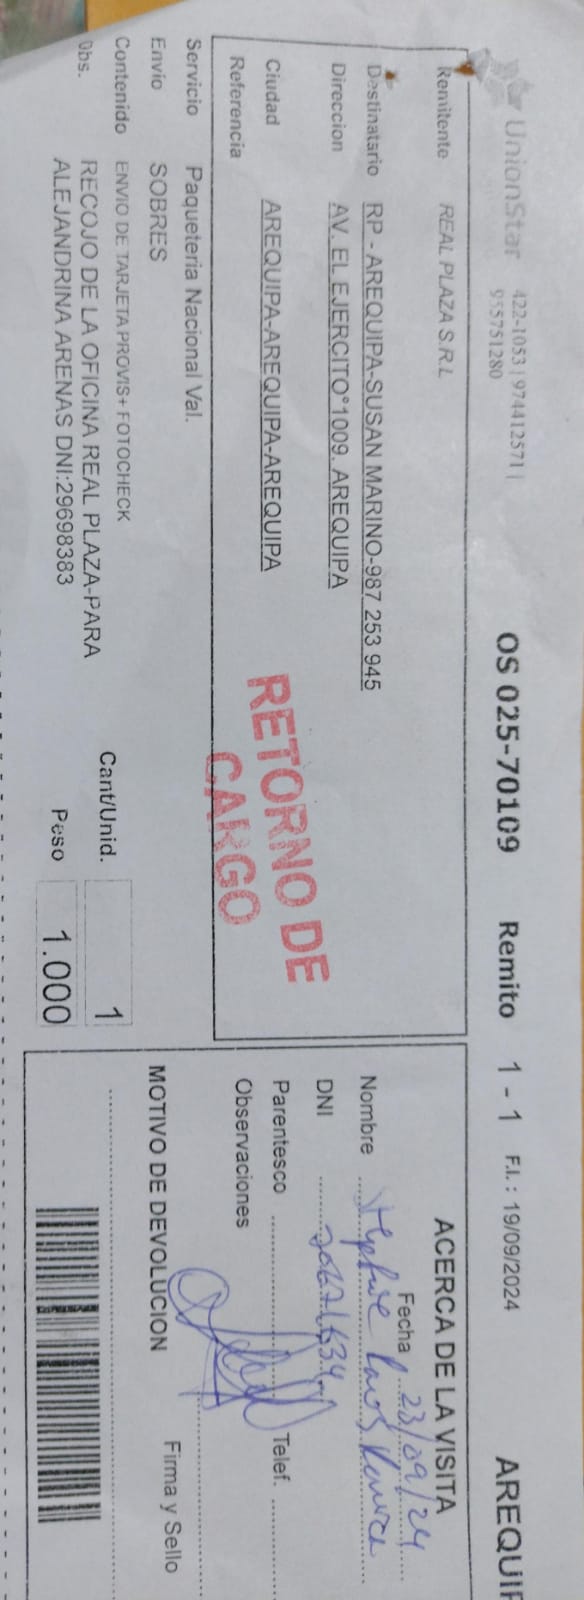 UnionStar 422-1053 | 974412571 |
955751280
OS 025-70109 Remito 1 - 1 F.I.: 19/09/2024 AREQUIP
Remitente REAL PLAZA S.R.L
Destinatario RP - AREQUIPA-SUSAN MARINO-987 253 945
Direccion AV. EL EJERCITO°1009. AREQUIPA
Ciudad AREQUIPA-AREQUIPA-AREQUIPA
Referencia
RETORNO DE
CARGO
Servicio Paqueteria Nacional Val.
Envio SOBRES
Contenido ENVIO DE TARJETA PROVIS+ FOTOCHECK
Obs. RECOJO DE LA OFICINA REAL PLAZA-PARA
ALEJANDRINA ARENAS DNI:29698383
Cant/Unid. 1
Peso 1.000
ACERCA DE LA VISITA
Fecha 23/09/24
Nombre
DNI
Parentesco Telef.
Observaciones
MOTIVO DE DEVOLUCION Firma y Sello